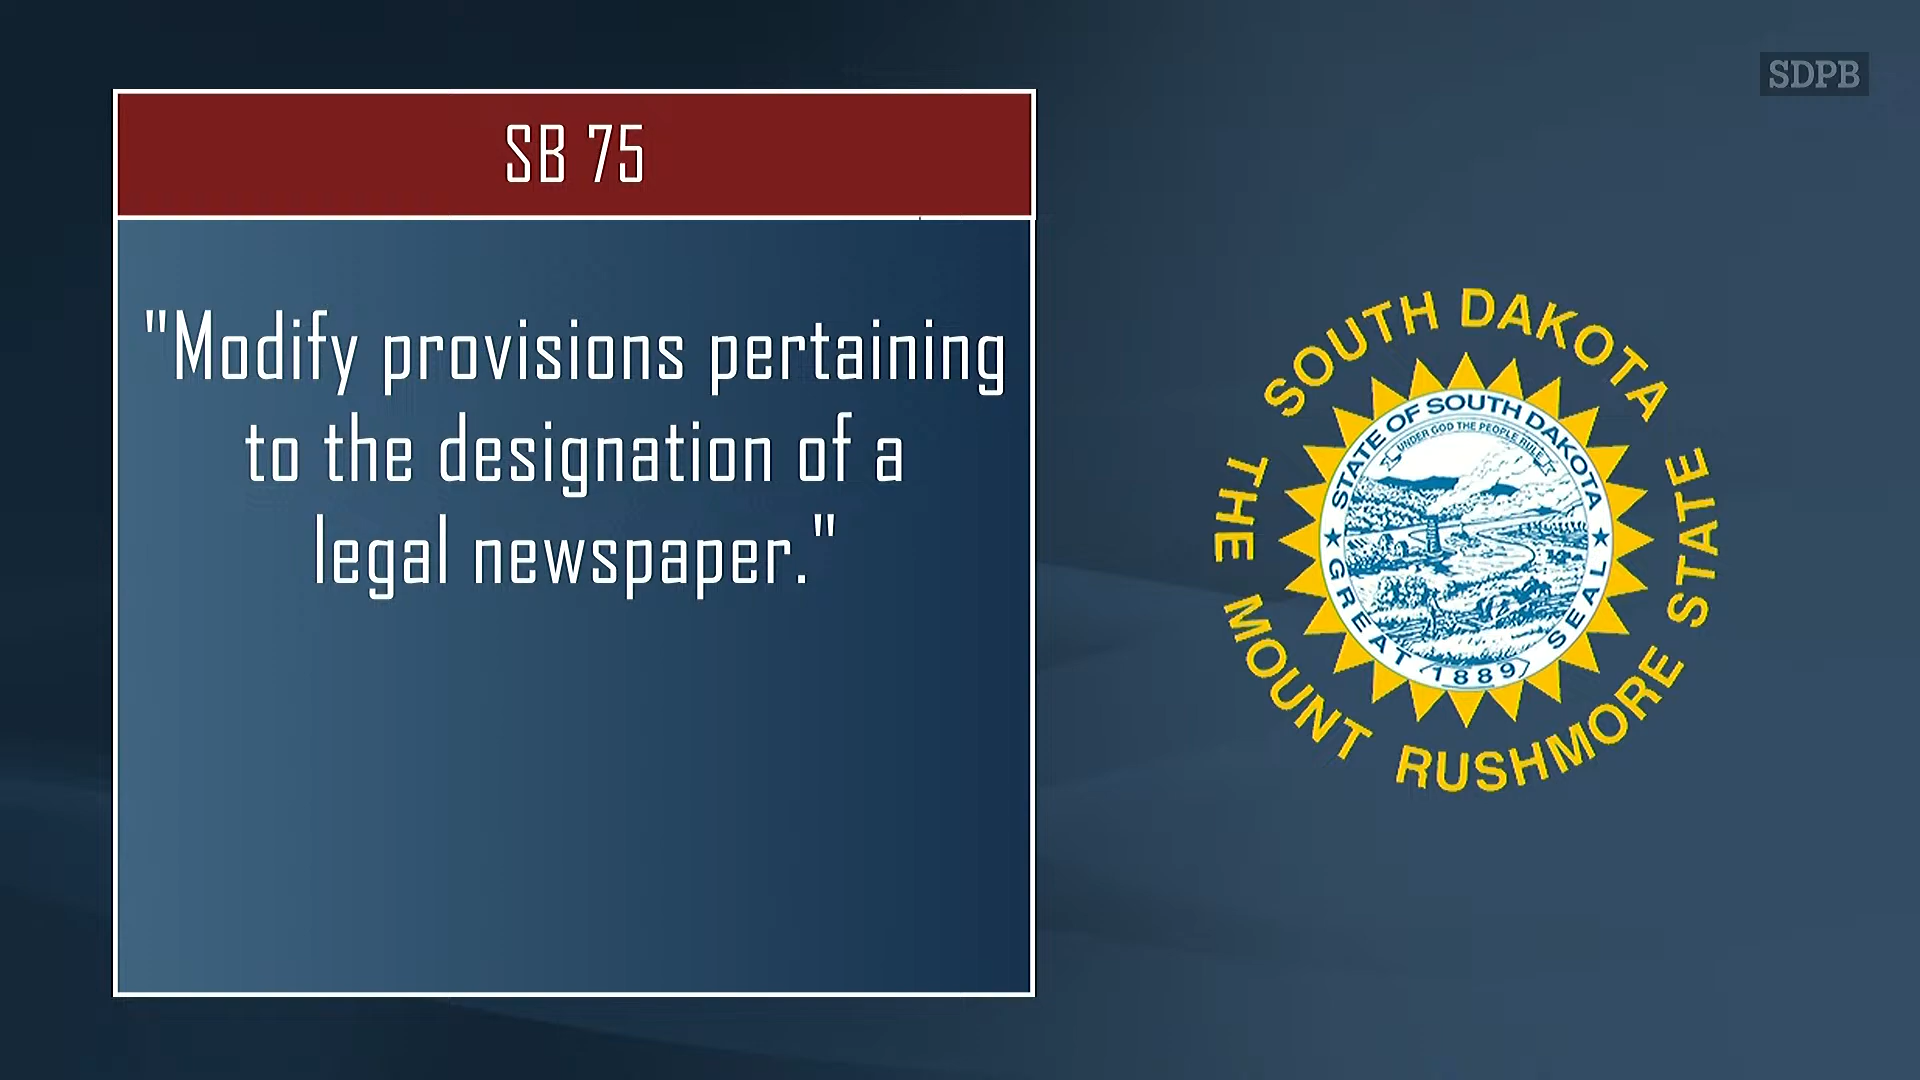 SDPB
SB 75
"Modify provisions pertaining
to the designation of a
legal newspaper."
SOUTH DAKOTA
THE MOUNT RUSHMORE STATE
STATE OF SOUTH DAKOTA
UNDER GOD THE PEOPLE RULE
GREAT SEAL
1889